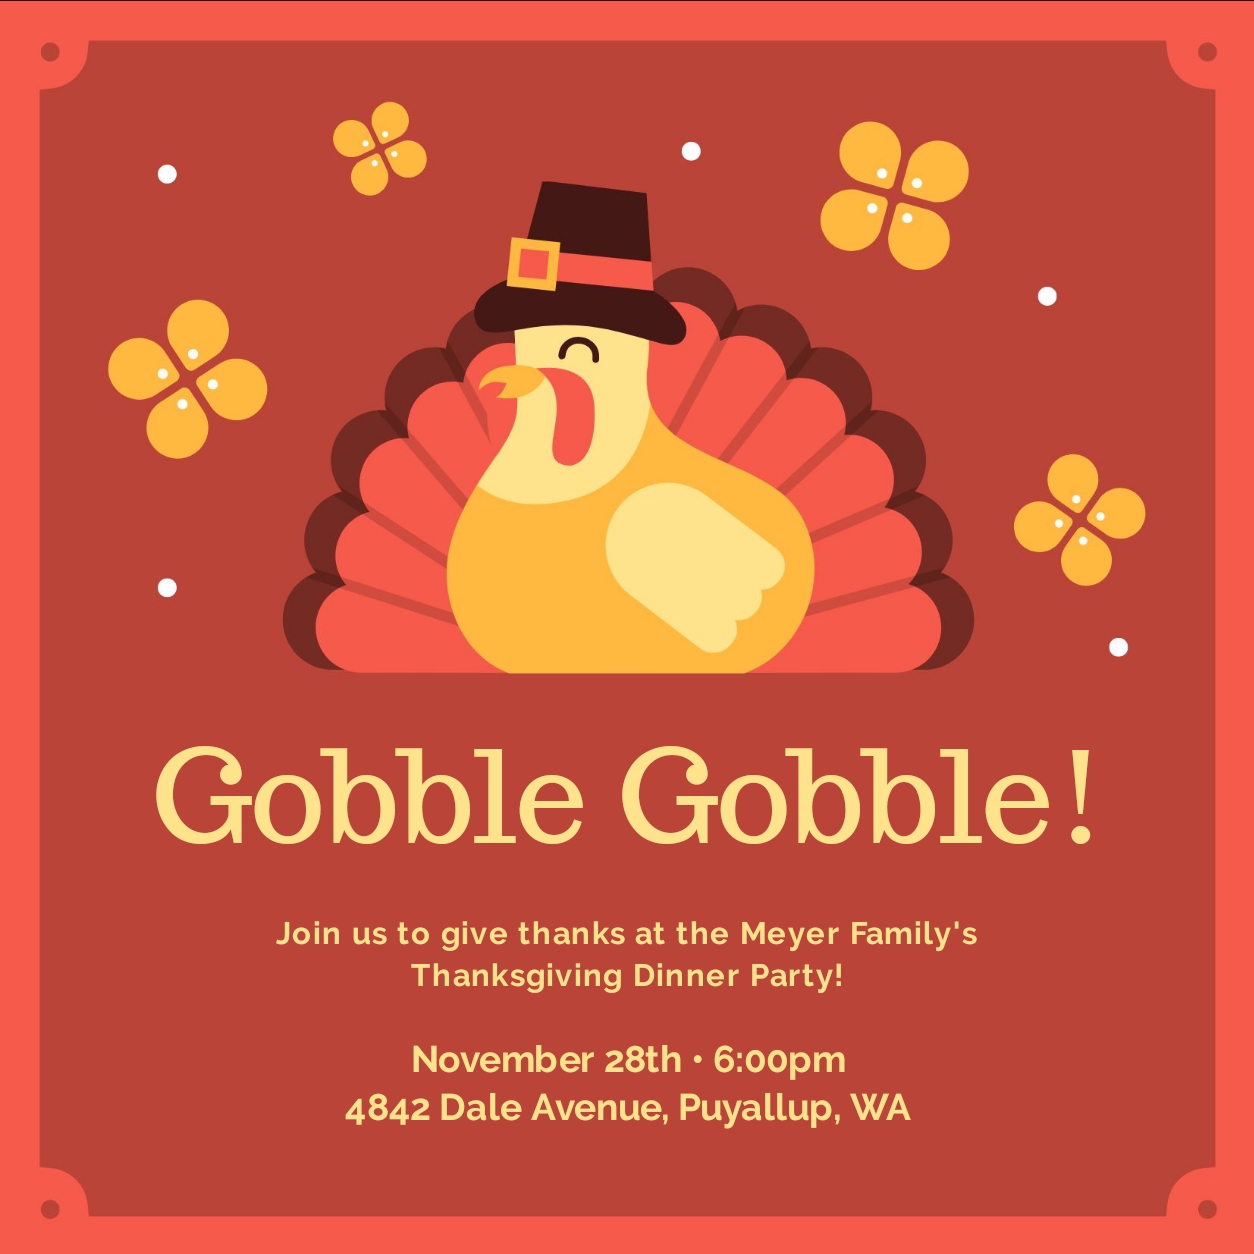 Gobble Gobble!
Join us to give thanks at the Meyer Family's
Thanksgiving Dinner Party!
November 28th • 6:00pm
4842 Dale Avenue, Puyallup, WA